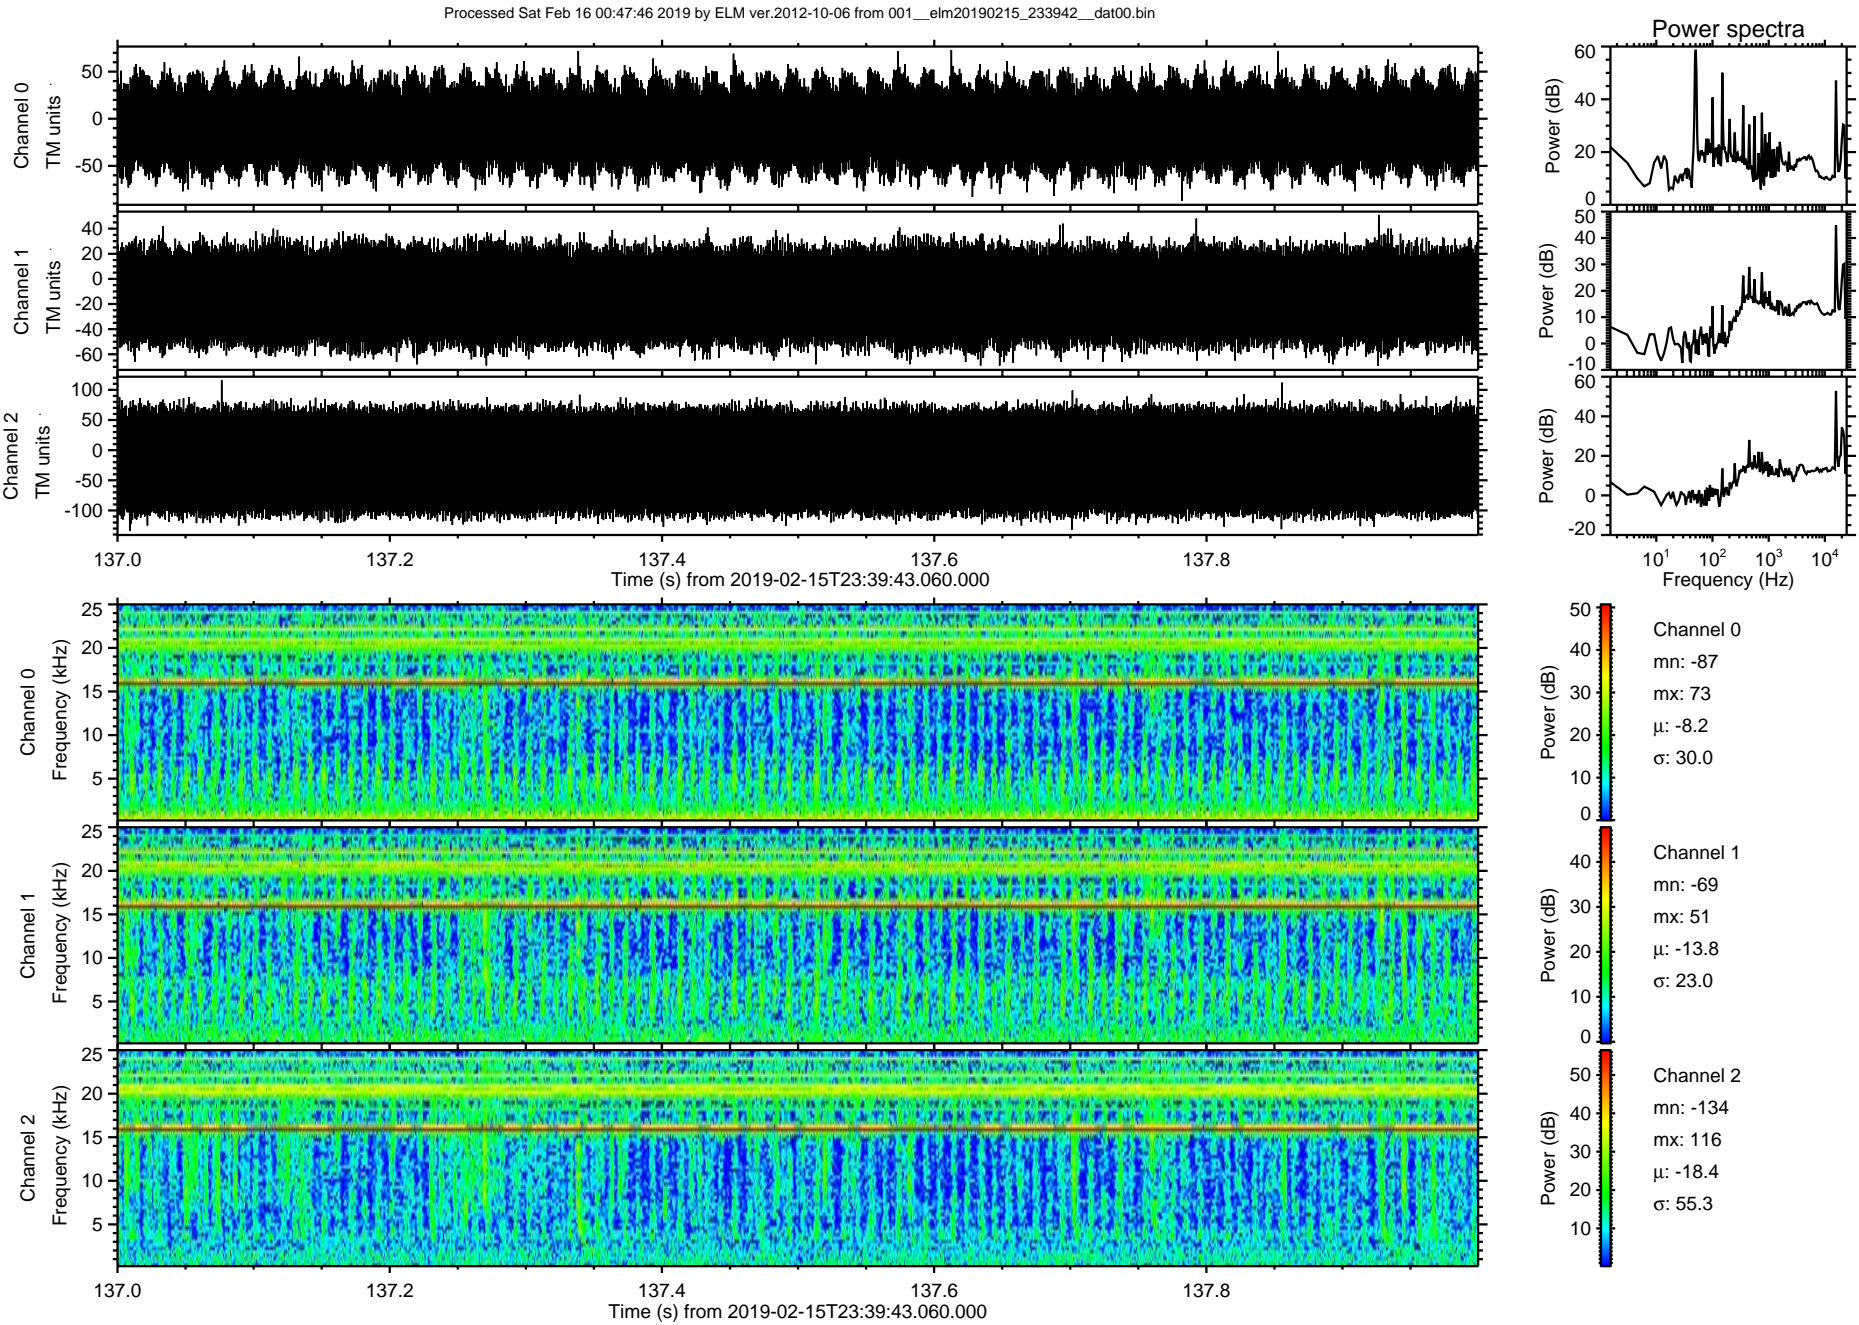 Processed Sat Feb 16 00:47:46 2019 by ELM ver.2012-10-06 from 001__elm20190215_233942__dat00.bin
Power spectra
Channel 0
TM units
50
0
-50
Power (dB)
60
40
20
0
Channel 1
TM units
40
20
0
-20
-40
-60
Power (dB)
50
40
30
20
10
0
-10
Channel 2
TM units
100
50
0
-50
-100
Power (dB)
60
40
20
0
-20
137.0 137.2 137.4 137.6 137.8
Time (s) from 2019-02-15T23:39:43.060.000
10¹ 10² 10³ 10⁴
Frequency (Hz)
Channel 0
Frequency (kHz)
25
20
15
10
5
Power (dB)
50
40
30
20
10
0
Channel 0
mn: -87
mx: 73
μ: -8.2
σ: 30.0
Channel 1
Frequency (kHz)
25
20
15
10
5
Power (dB)
40
30
20
10
0
Channel 1
mn: -69
mx: 51
μ: -13.8
σ: 23.0
Channel 2
Frequency (kHz)
25
20
15
10
5
Power (dB)
50
40
30
20
10
Channel 2
mn: -134
mx: 116
μ: -18.4
σ: 55.3
137.0 137.2 137.4 137.6 137.8
Time (s) from 2019-02-15T23:39:43.060.000